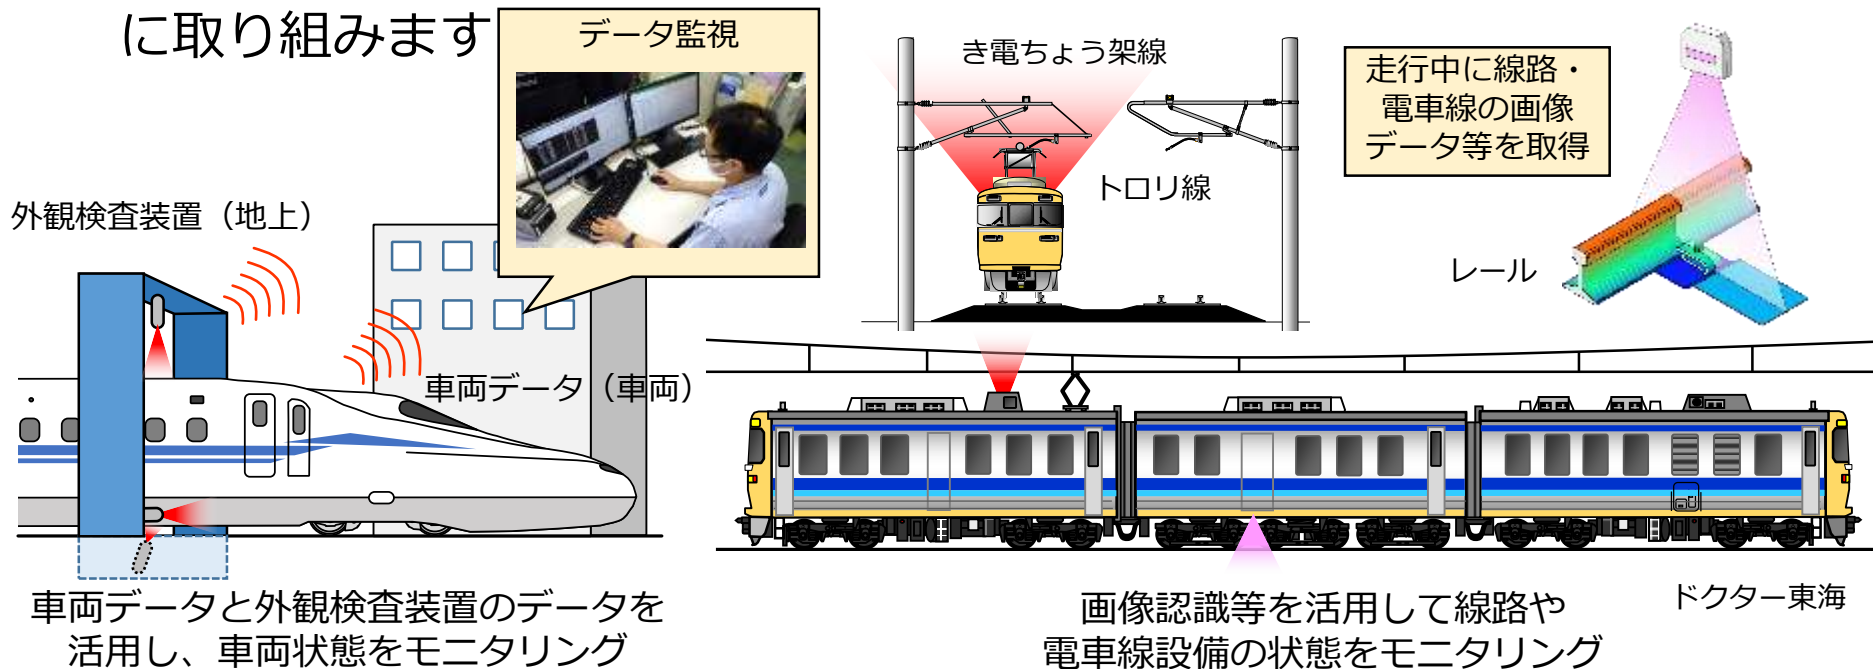 に取り組みます
データ監視
き電ちょう架線
走行中に線路・
電車線の画像
データ等を取得
トロリ線
外観検査装置（地上）
レール
車両データ（車両）
車両データと外観検査装置のデータを
活用し、車両状態をモニタリング
画像認識等を活用して線路や
電車線設備の状態をモニタリング
ドクター東海